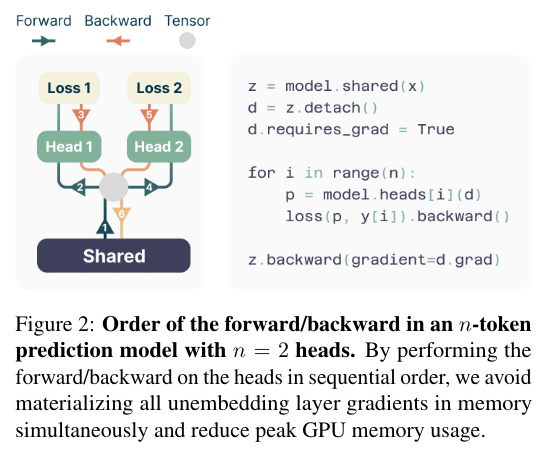 Forward Backward Tensor
Loss 1 Loss 2
3 5
Head 1 Head 2
2 4
1 6
Shared
z = model.shared(x)
d = z.detach()
d.requires_grad = True
for i in range(n):
    p = model.heads[i](d)
    loss(p, y[i]).backward()
z.backward(gradient=d.grad)
Figure 2: Order of the forward/backward in an n-token
prediction model with n = 2 heads. By performing the
forward/backward on the heads in sequential order, we avoid
materializing all unembedding layer gradients in memory
simultaneously and reduce peak GPU memory usage.